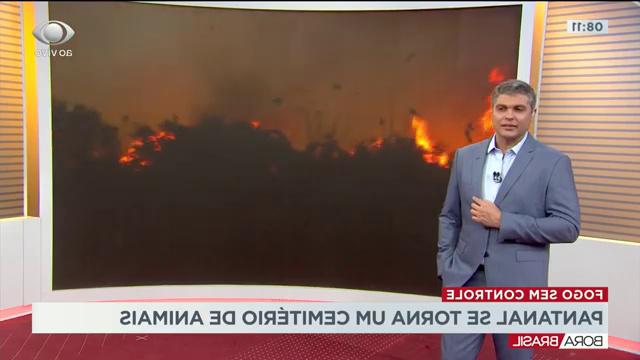 AO VIVO
08:11
FOGO SEM CONTROLE
PANTANAL SE TORNA UM CEMITÉRIO DE ANIMAIS
BORA BRASIL